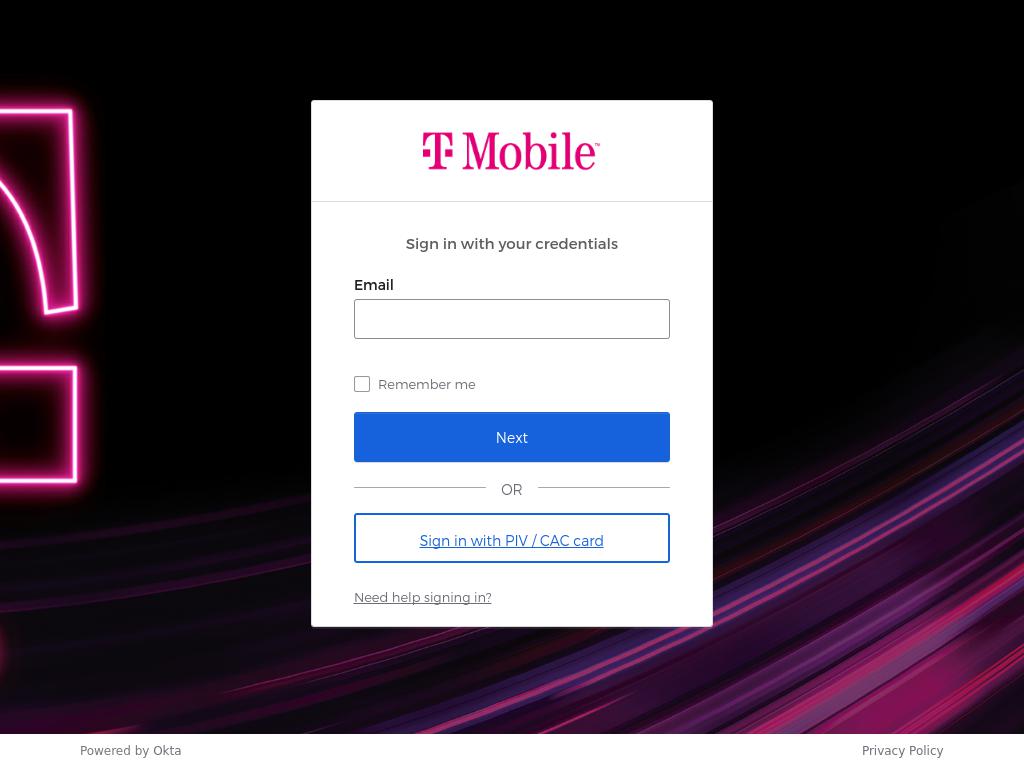 T Mobile™
Sign in with your credentials
Email
Remember me
Next
OR
Sign in with PIV / CAC card
Need help signing in?
Powered by Okta
Privacy Policy